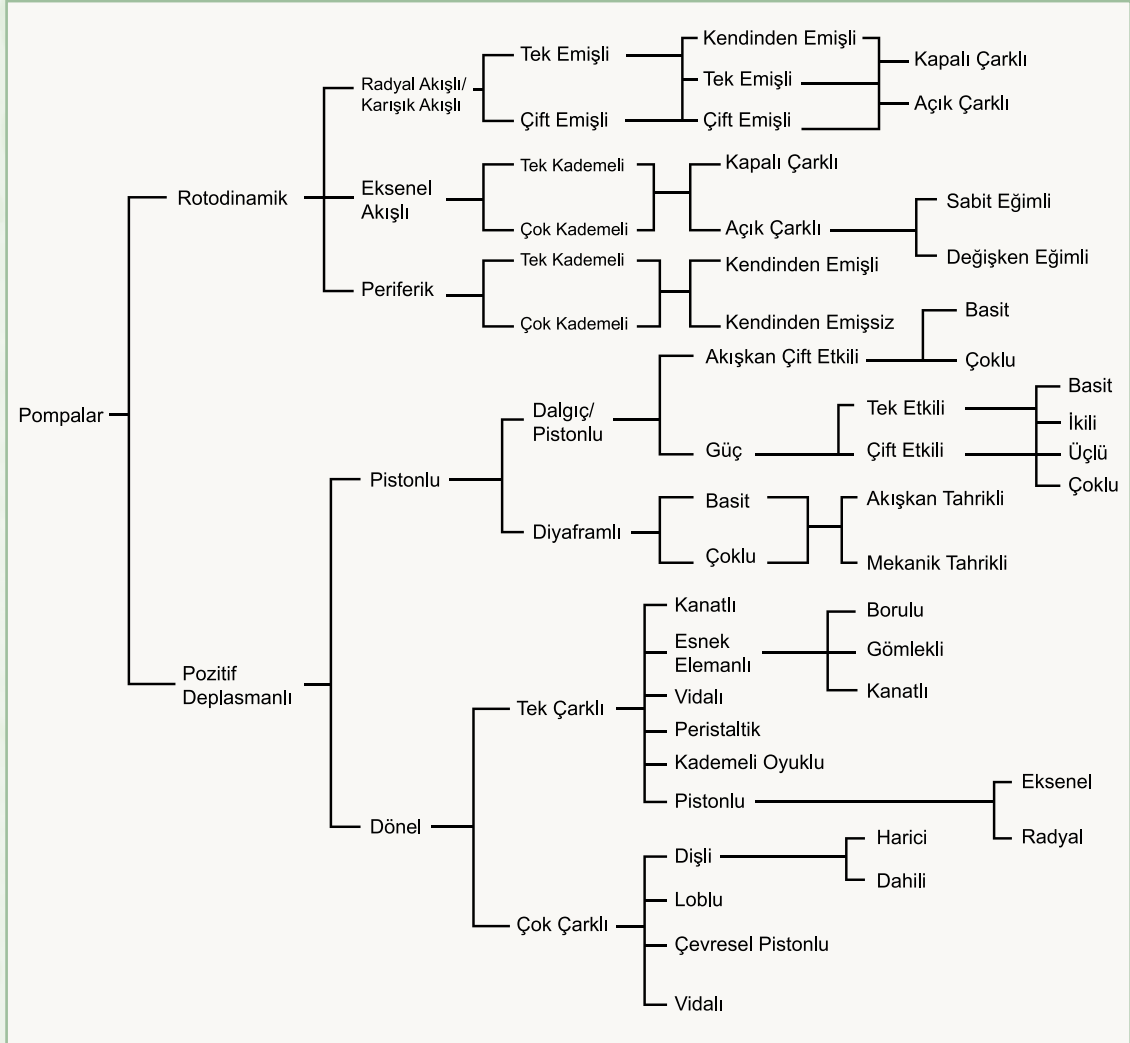 Pompalar
Rotodinamik
Radyal Akışlı/
Karışık Akışlı
Tek Emişli
Çift Emişli
Kendinden Emişli
Tek Emişli
Çift Emişli
Kapalı Çarklı
Açık Çarklı
Eksenel
Akışlı
Tek Kademeli
Çok Kademeli
Kapalı Çarklı
Açık Çarklı
Sabit Eğimli
Değişken Eğimli
Periferik
Tek Kademeli
Çok Kademeli
Kendinden Emişli
Kendinden Emişsiz
Pozitif
Deplasmanlı
Pistonlu
Dalgıç/
Pistonlu
Akışkan Çift Etkili
Basit
Çoklu
Güç
Tek Etkili
Çift Etkili
Basit
İkili
Üçlü
Çoklu
Diyaframlı
Basit
Çoklu
Akışkan Tahrikli
Mekanik Tahrikli
Dönel
Tek Çarklı
Kanatlı
Esnek
Elemanlı
Borulu
Gömlekli
Kanatlı
Vidalı
Peristaltik
Kademeli Oyuklu
Pistonlu
Eksenel
Radyal
Çok Çarklı
Dişli
Harici
Dahili
Loblu
Çevresel Pistonlu
Vidalı